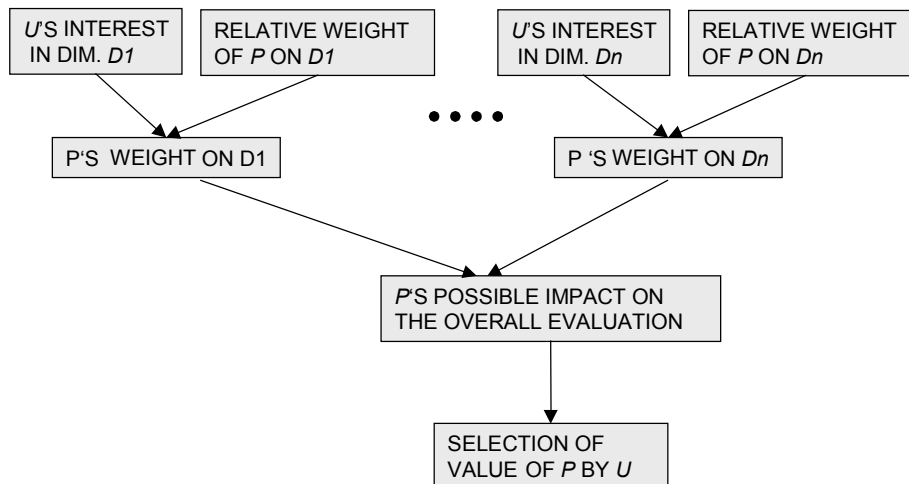 U'S INTEREST
IN DIM. D1
RELATIVE WEIGHT
OF P ON D1
U'S INTEREST
IN DIM. Dn
RELATIVE WEIGHT
OF P ON Dn
P‘S WEIGHT ON D1
P ‘S WEIGHT ON Dn
P‘S POSSIBLE IMPACT ON
THE OVERALL EVALUATION
SELECTION OF
VALUE OF P BY U